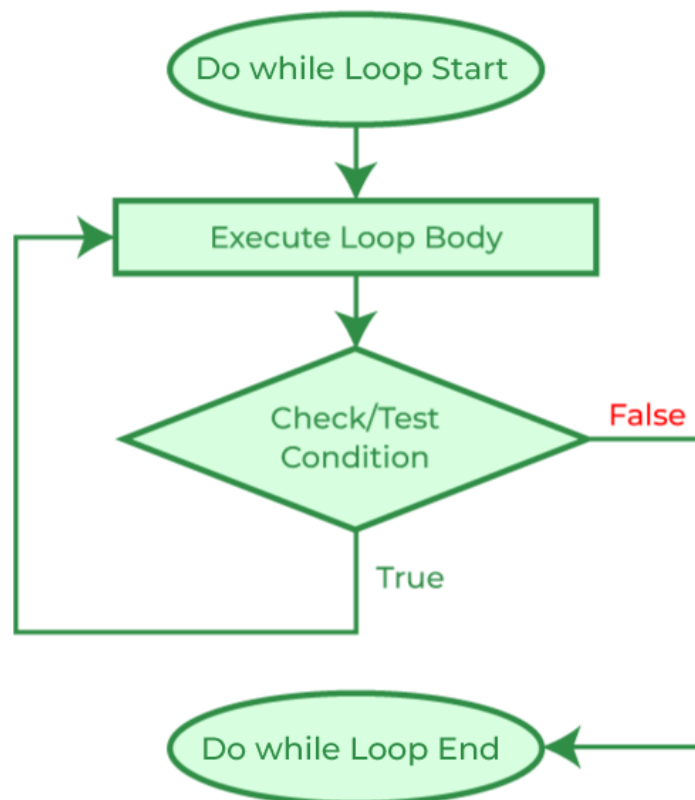 Do while Loop Start
Execute Loop Body
Check/Test
Condition
False
True
Do while Loop End